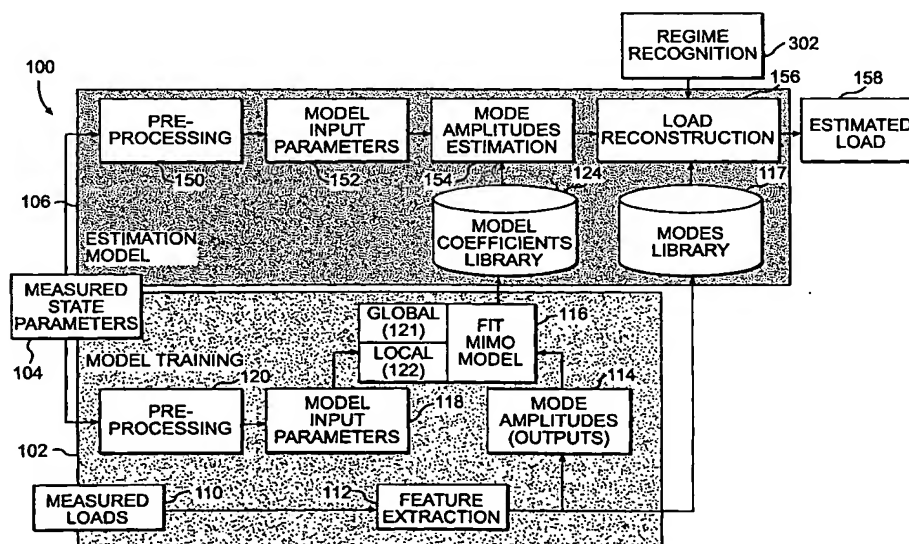 REGIME
RECOGNITION
302
100
156
158
PRE-
PROCESSING
MODEL
INPUT
PARAMETERS
MODE
AMPLITUDES
ESTIMATION
LOAD
RECONSTRUCTION
ESTIMATED
LOAD
150
152
154
124
117
106
MODEL
COEFFICIENTS
LIBRARY
MODES
LIBRARY
ESTIMATION
MODEL
MEASURED
STATE
PARAMETERS
104
GLOBAL
(121)
LOCAL
(122)
FIT
MIMO
MODEL
116
MODEL TRAINING
120
PRE-
PROCESSING
MODEL
INPUT
PARAMETERS
118
114
MODE
AMPLITUDES
(OUTPUTS)
102
MEASURED
LOADS
110
112
FEATURE
EXTRACTION